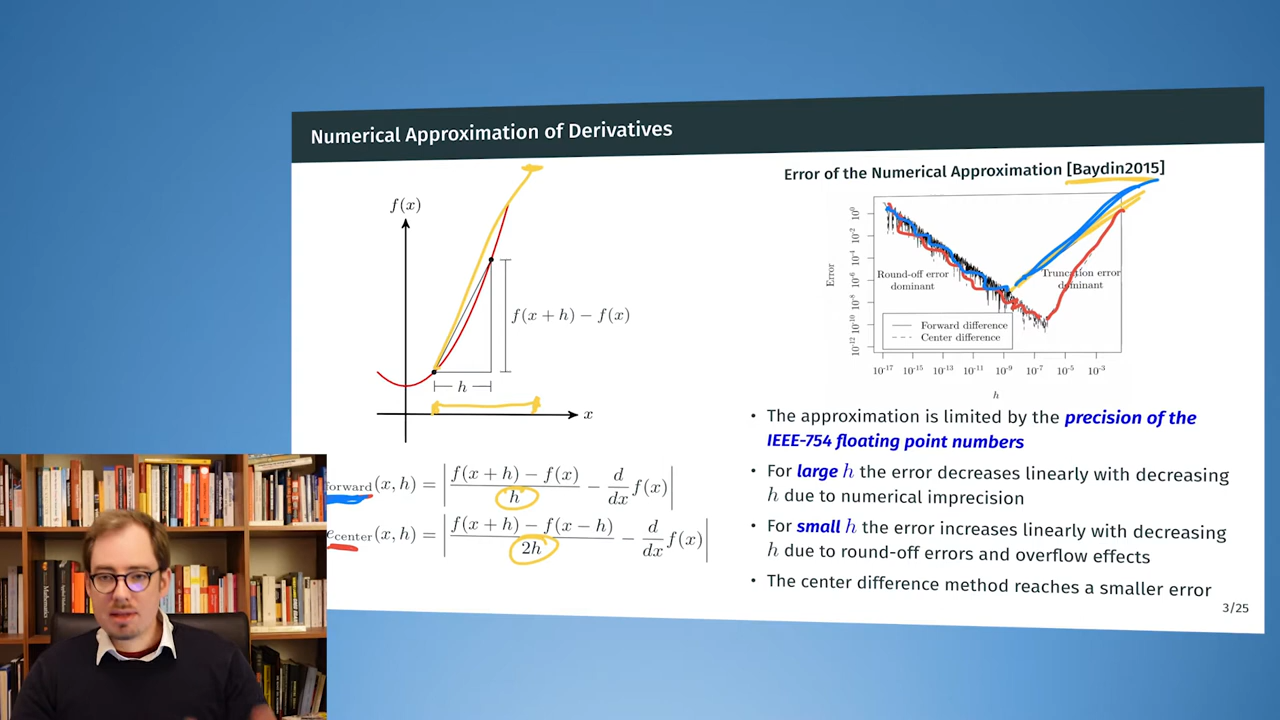 Numerical Approximation of Derivatives
f(x)
f(x + h) − f(x)
h
x
forward(x, h) = | f(x + h) − f(x) / h − d/dx f(x) |
e_center(x, h) = | f(x + h) − f(x − h) / 2h − d/dx f(x) |
Error of the Numerical Approximation [Baydin2015]
Error
10^0
10^-2
10^-4
10^-6
10^-8
10^-10
10^-12
Round-off error
dominant
Truncation error
dominant
Forward difference
Center difference
10^-17 10^-15 10^-13 10^-11 10^-9 10^-7 10^-5 10^-3
h
• The approximation is limited by the precision of the
IEEE-754 floating point numbers
• For large h the error decreases linearly with decreasing
h due to numerical imprecision
• For small h the error increases linearly with decreasing
h due to round-off errors and overflow effects
• The center difference method reaches a smaller error
3/25